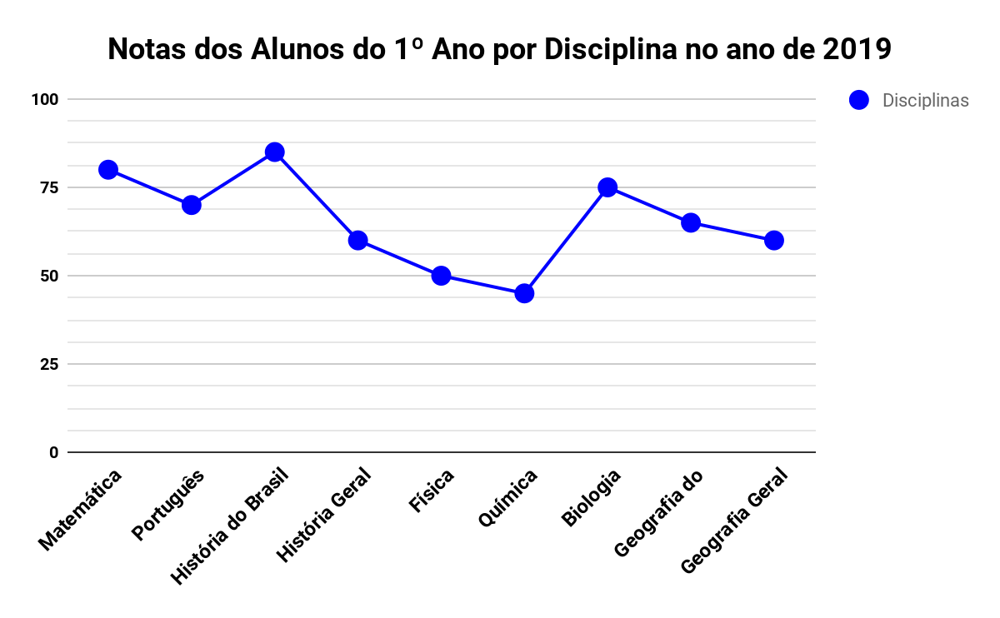 Notas dos Alunos do 1º Ano por Disciplina no ano de 2019
Disciplinas
100
75
50
25
0
Matemática
Português
História do Brasil
História Geral
Física
Química
Biologia
Geografia do
Geografia Geral